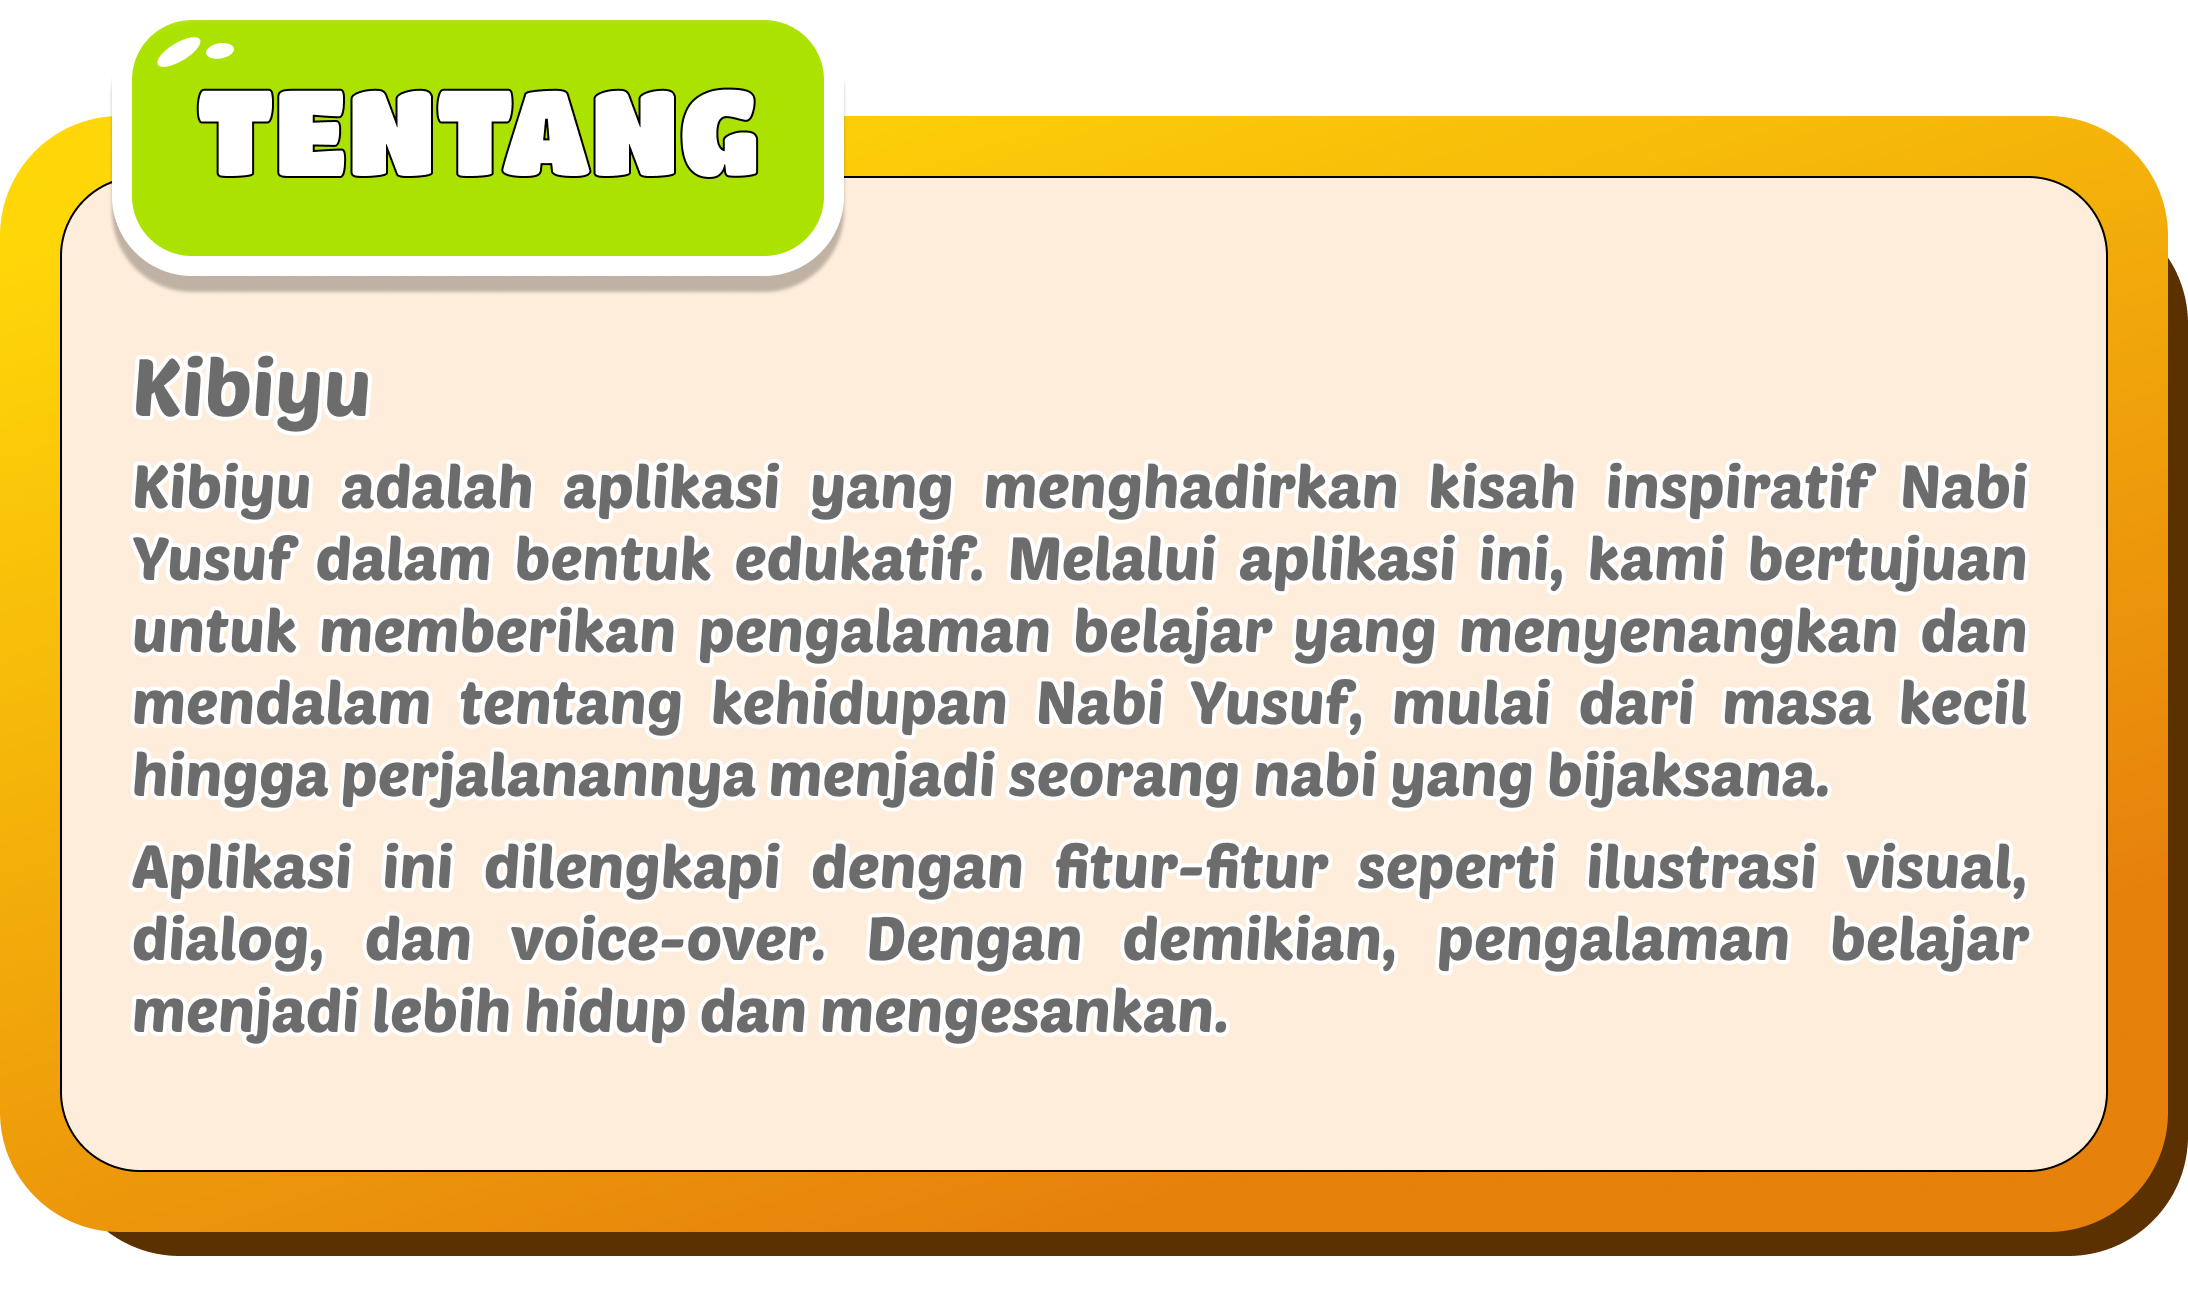 TENTANG
Kibiyu
Kibiyu adalah aplikasi yang menghadirkan kisah inspiratif Nabi
Yusuf dalam bentuk edukatif. Melalui aplikasi ini, kami bertujuan
untuk memberikan pengalaman belajar yang menyenangkan dan
mendalam tentang kehidupan Nabi Yusuf, mulai dari masa kecil
hingga perjalanannya menjadi seorang nabi yang bijaksana.
Aplikasi ini dilengkapi dengan fitur-fitur seperti ilustrasi visual,
dialog, dan voice-over. Dengan demikian, pengalaman belajar
menjadi lebih hidup dan mengesankan.